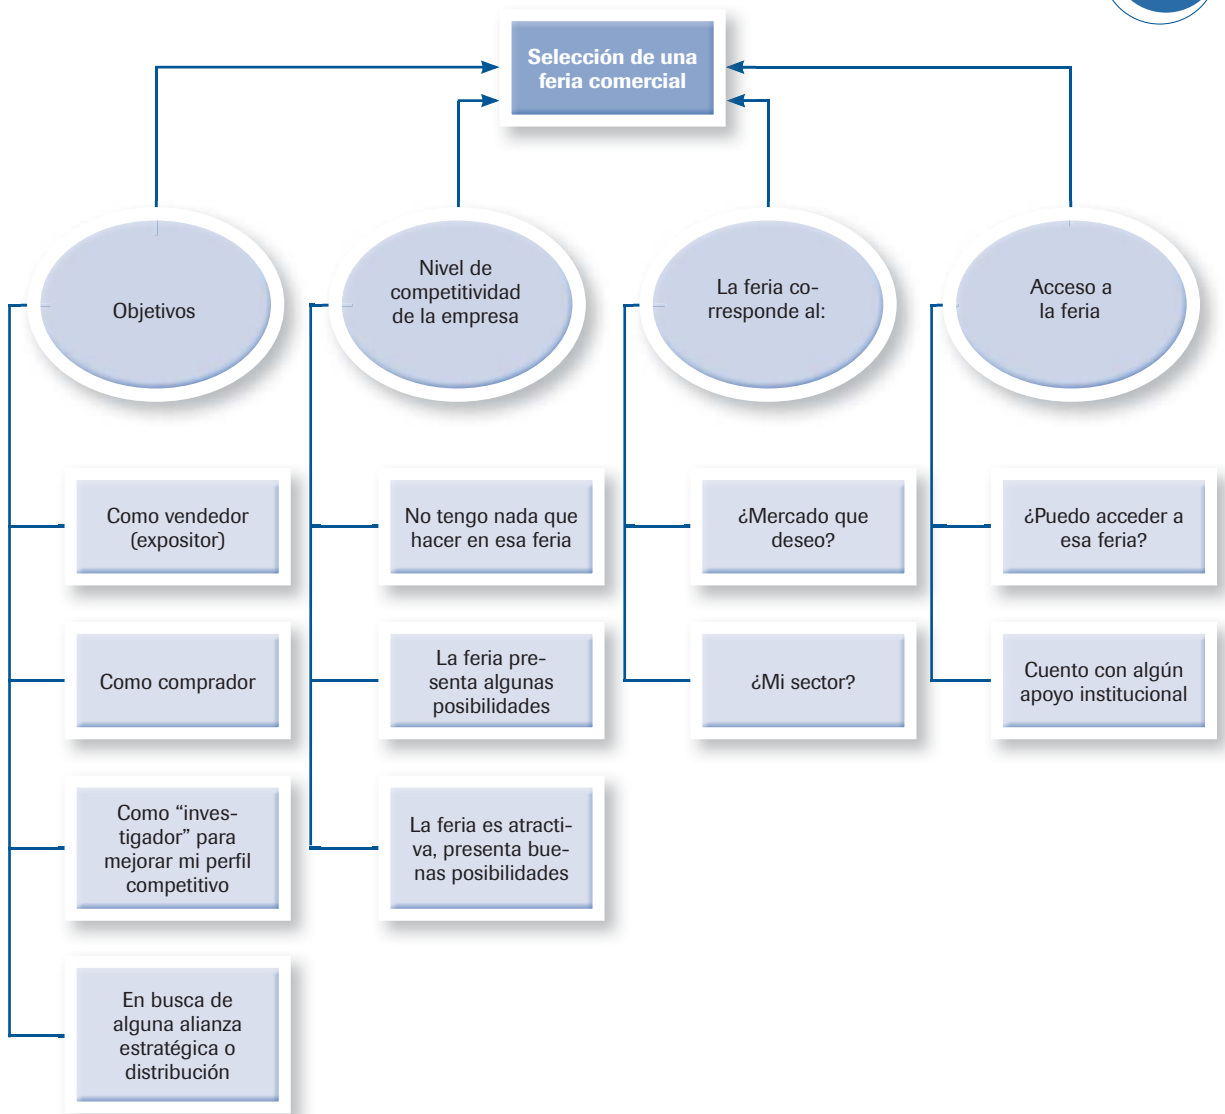 Selección de una
feria comercial
Objetivos
Nivel de
competitividad
de la empresa
La feria co-
rresponde al:
Acceso a
la feria
Como vendedor
(expositor)
No tengo nada que
hacer en esa feria
¿Mercado que
deseo?
¿Puedo acceder a
esa feria?
Como comprador
La feria pre-
senta algunas
posibilidades
¿Mi sector?
Cuento con algún
apoyo institucional
Como “inves-
tigador” para
mejorar mi perfil
competitivo
La feria es atracti-
va, presenta bue-
nas posibilidades
En busca de
alguna alianza
estratégica o
distribución